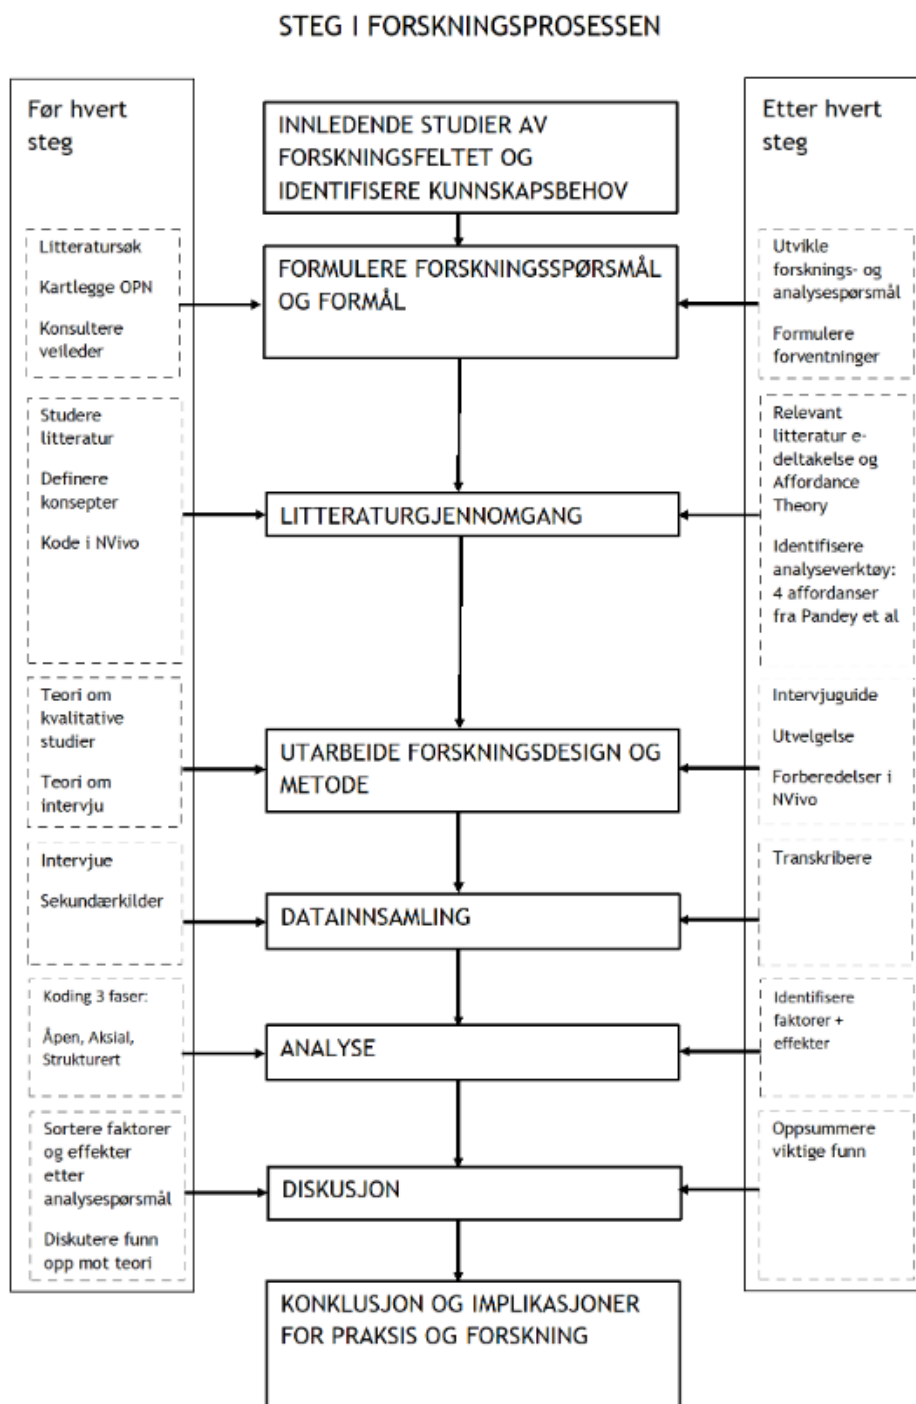 STEG I FORSKNINGSPROSESSEN
Før hvert
steg
Litteratursøk
Kartlegge OPN
Konsultere
veileder
Studere
litteratur
Definere
konsepter
Kode i NVivo
Teori om
kvalitative
studier
Teori om
intervju
Intervjue
Sekundærkilder
Koding 3 faser:
Åpen, Aksial,
Strukturert
Sortere faktorer
og effekter
etter
analysespørsmål
Diskutere funn
opp mot teori
INNLEDENDE STUDIER AV
FORSKNINGSFELTET OG
IDENTIFISERE KUNNSKAPSBEHOV
FORMULERE FORSKNINGSSPØRSMÅL
OG FORMÅL
LITTERATURGJENNOMGANG
UTARBEIDE FORSKNINGSDESIGN OG
METODE
DATAINNSAMLING
ANALYSE
DISKUSJON
KONKLUSJON OG IMPLIKASJONER
FOR PRAKSIS OG FORSKNING
Etter hvert
steg
Utvikle
forsknings- og
analysespørsmål
Formulere
forventninger
Relevant
litteratur e-
deltakelse og
Affordance
Theory
Identifisere
analyseverktøy:
4 affordanser
fra Pandey et al
Intervjuguide
Utvelgelse
Forberedelser i
NVivo
Transkribere
Identifisere
faktorer +
effekter
Oppsummere
viktige funn